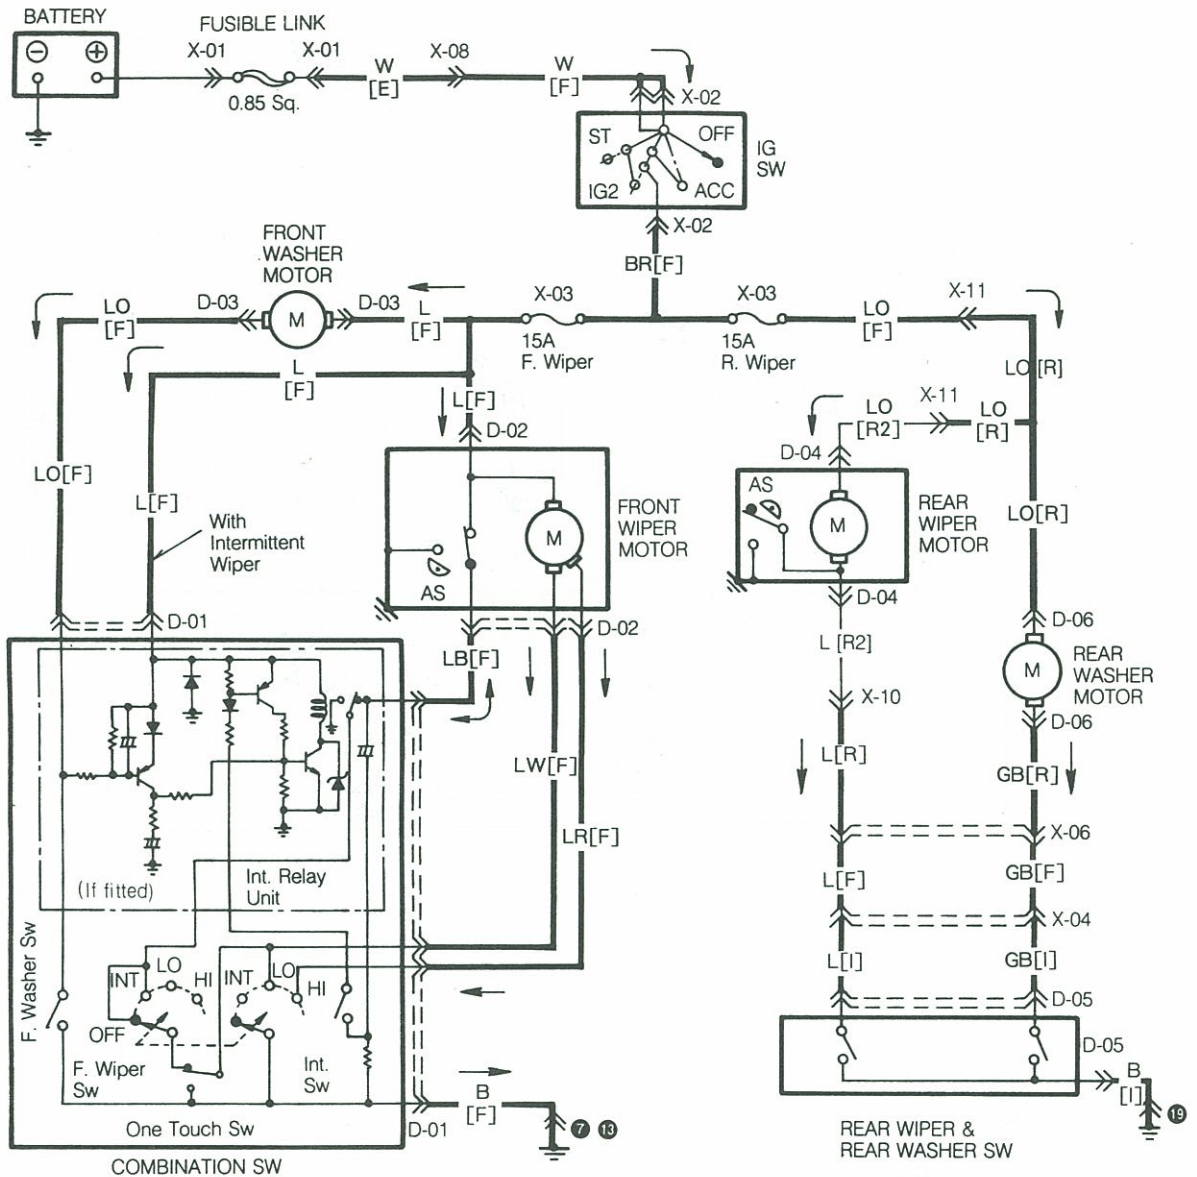 BATTERY
FUSIBLE LINK
X-01
X-01
X-08
W
[E]
W
[F]
0.85 Sq.
X-02
ST
OFF
IG
SW
IG2
ACC
X-02
BR[F]
FRONT
WASHER
MOTOR
LO
[F]
D-03
M
D-03
L
[F]
X-03
15A
F. Wiper
X-03
15A
R. Wiper
LO
[F]
X-11
LO[R]
L
[F]
L[F]
D-02
LO
[R2]
X-11
LO
[R]
D-04
LO[F]
L[F]
With
Intermittent
Wiper
M
AS
FRONT
WIPER
MOTOR
AS
M
REAR
WIPER
MOTOR
LO[R]
D-04
D-01
D-02
D-06
LB[F]
L [R2]
M
REAR
WASHER
MOTOR
X-10
D-06
LW[F]
L[R]
GB[R]
LR[F]
X-06
(If fitted)
Int. Relay
Unit
L[F]
GB[F]
X-04
F. Washer Sw
INT
LO
HI
INT
LO
HI
L[I]
GB[I]
OFF
D-05
F. Wiper
Sw
Int.
Sw
D-05
B
[F]
B
[I]
One Touch Sw
D-01
7
13
19
COMBINATION SW
REAR WIPER &
REAR WASHER SW